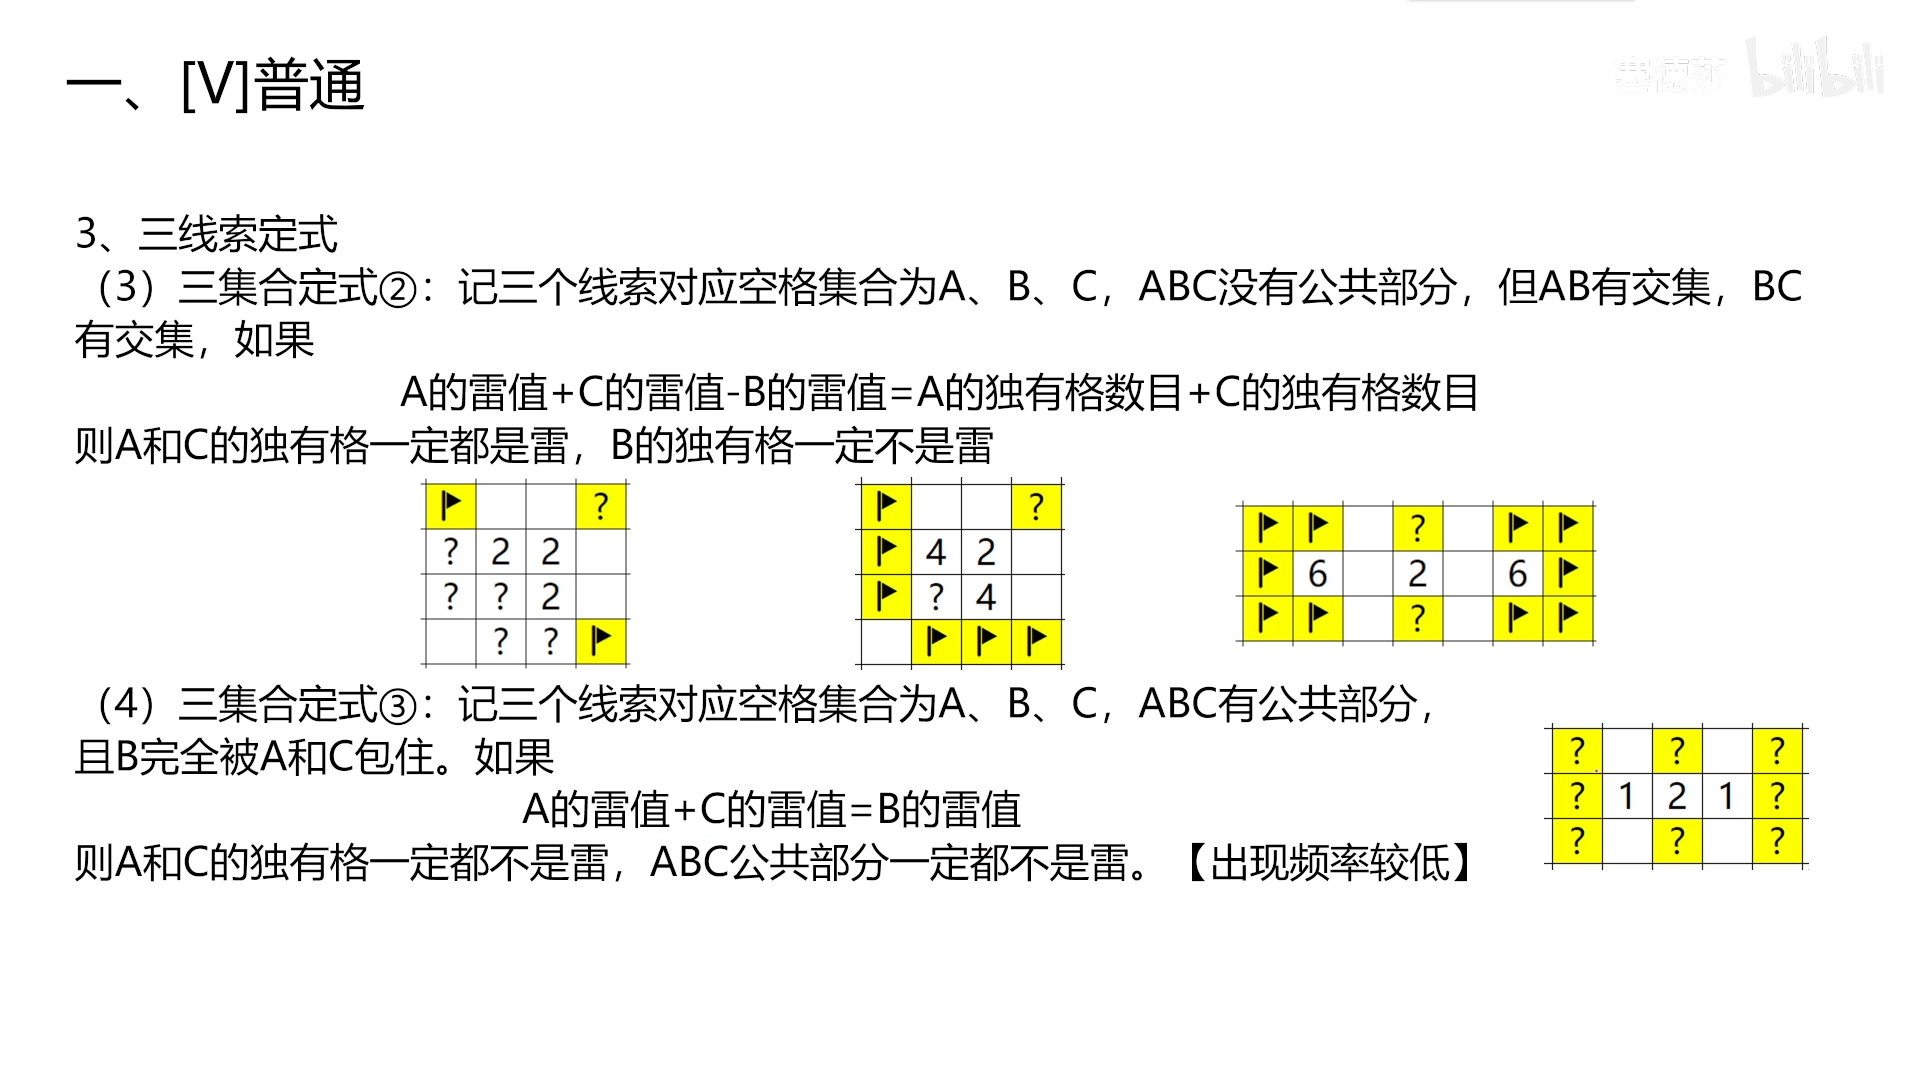 一、[V]普通
bilibili
3、三线索定式
（3）三集合定式②：记三个线索对应空格集合为A、B、C，ABC没有公共部分，但AB有交集，BC
有交集，如果
A的雷值+C的雷值-B的雷值=A的独有格数目+C的独有格数目
则A和C的独有格一定都是雷，B的独有格一定不是雷
?
? 2 2
? ? 2
? ?
?
4 2
? 4
?
6 2 6
?
（4）三集合定式③：记三个线索对应空格集合为A、B、C，ABC有公共部分，
且B完全被A和C包住。如果
A的雷值+C的雷值=B的雷值
则A和C的独有格一定都不是雷，ABC公共部分一定都不是雷。【出现频率较低】
? ? ?
? 1 2 1 ?
? ? ?